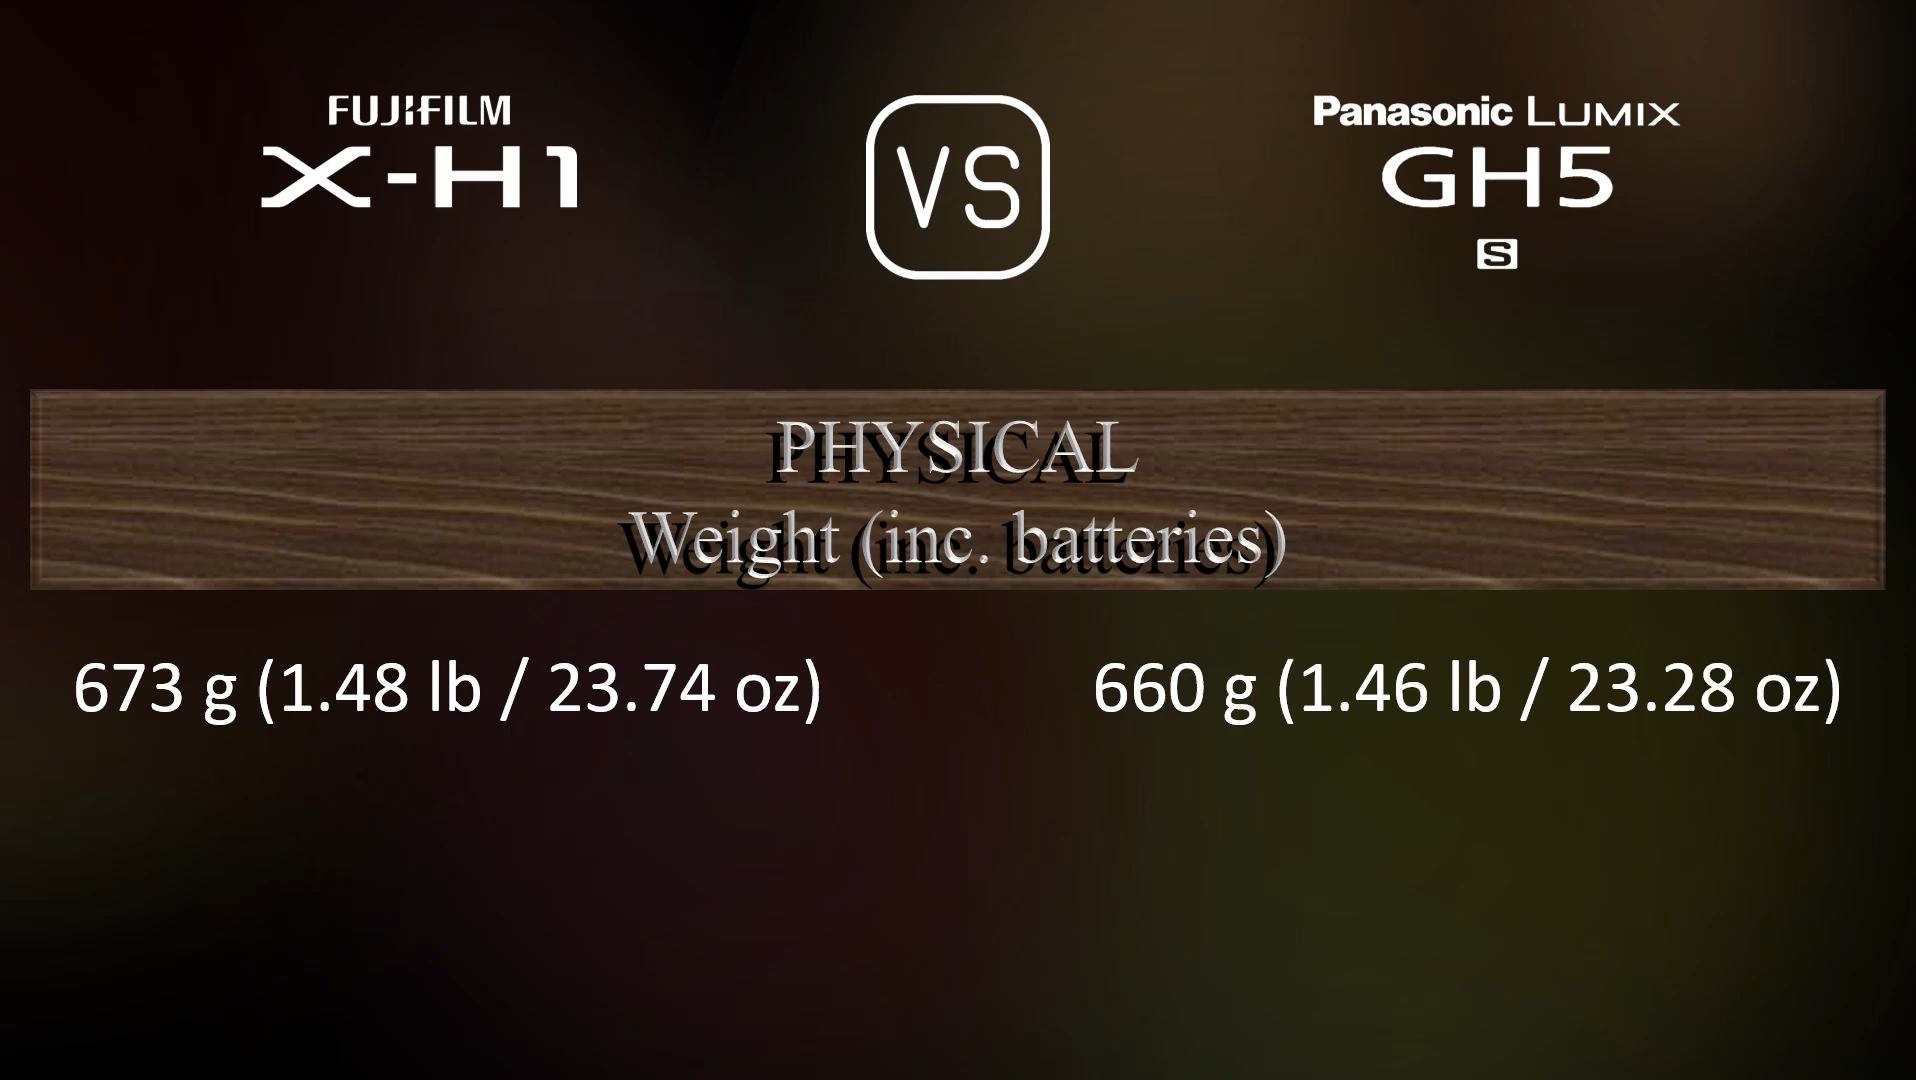 FUJIFILM
X-H1
VS
Panasonic LUMIX
GH5
S
PHYSICAL
Weight (inc. batteries)
673 g (1.48 lb / 23.74 oz)
660 g (1.46 lb / 23.28 oz)